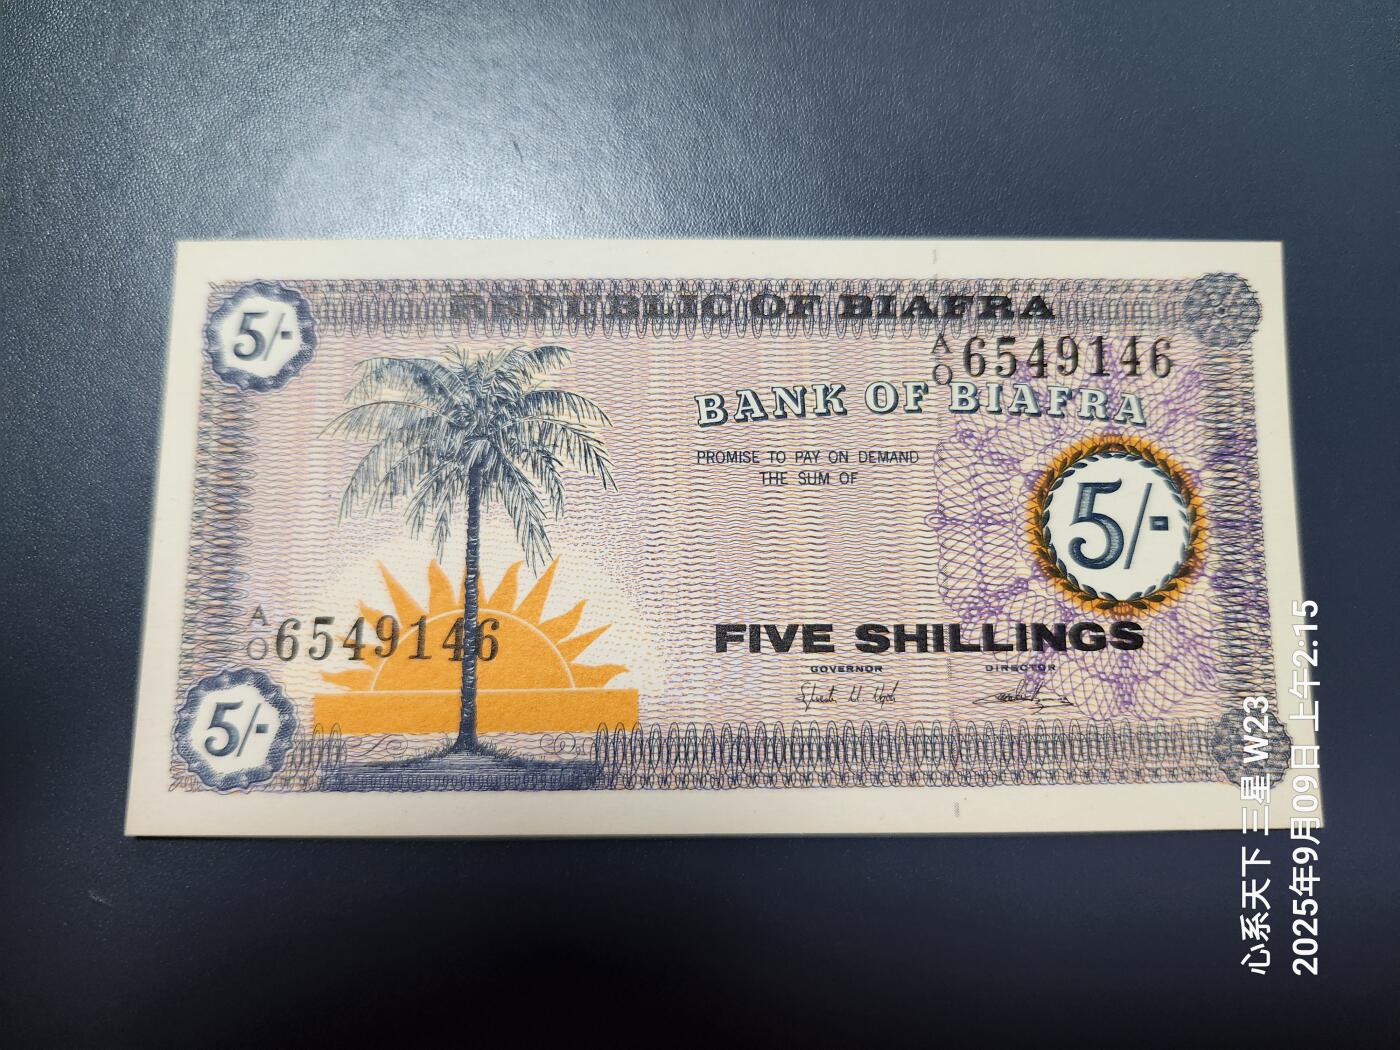 REPUBLIC OF BIAFRA
5/-
A/O 6549146
BANK OF BIAFRA
PROMISE TO PAY ON DEMAND
THE SUM OF
5/-
A/O 6549146
FIVE SHILLINGS
GOVERNOR DIRECTOR
5/-
心系天下 三星 W23
2025年9月09日 上午2:15